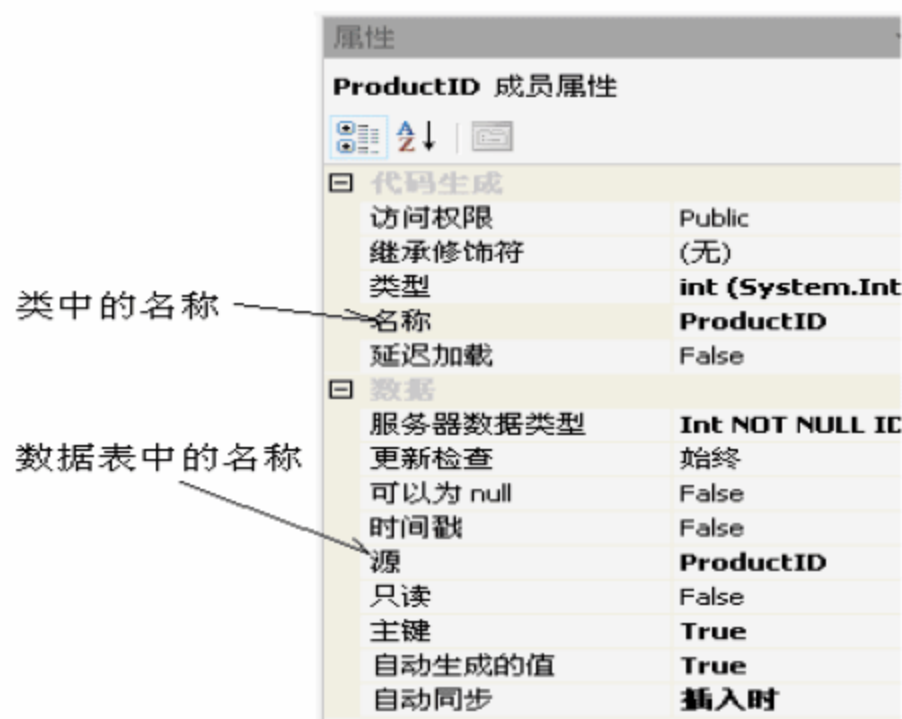 属性
ProductID 成员属性
代码生成
访问权限 Public
继承修饰符 (无)
类型 int (System.Int
类中的名称
名称 ProductID
延迟加载 False
数据
服务器数据类型 Int NOT NULL ID
数据表中的名称
更新检查 始终
可以为 null False
时间戳 False
源 ProductID
只读 False
主键 True
自动生成的值 True
自动同步 插入时